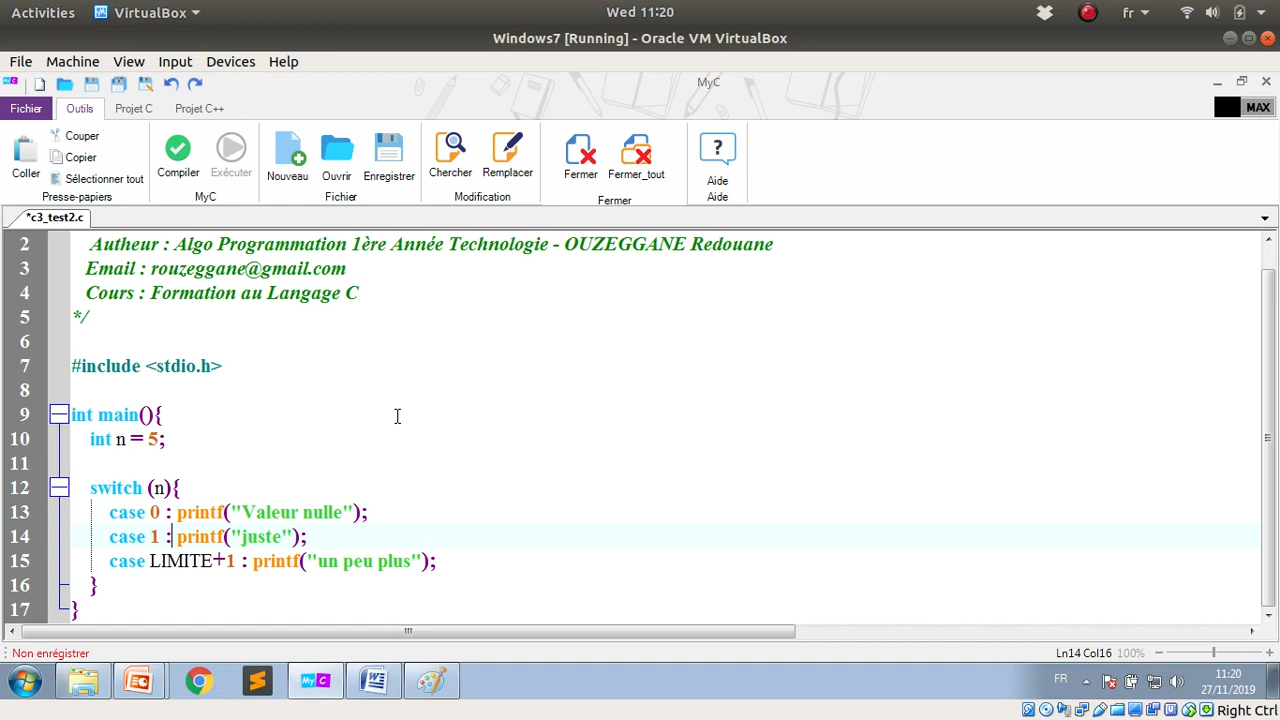 Activities VirtualBox Wed 11:20 fr
Windows7 [Running] - Oracle VM VirtualBox
File Machine View Input Devices Help
MyC
Fichier Outils Projet C Projet C++ MAX
Coller Couper Copier Sélectionner tout Compiler Exécuter Nouveau Ouvrir Enregistrer Chercher Remplacer Fermer Fermer_tout ? Aide
Presse-papiers MyC Fichier Modification Fermer Aide
*c3_test2.c
2 Autheur : Algo Programmation 1ère Année Technologie - OUZEGGANE Redouane
3 Email : rouzeggane@gmail.com
4 Cours : Formation au Langage C
5 */
6
7 #include <stdio.h>
8
9 int main(){
10 int n = 5;
11
12 switch (n){
13 case 0 : printf("Valeur nulle");
14 case 1 : printf("juste");
15 case LIMITE+1 : printf("un peu plus");
16 }
17 }
Non enrégistrer Ln14 Col16 100%
MyC FR 11:20
27/11/2019
Right Ctrl